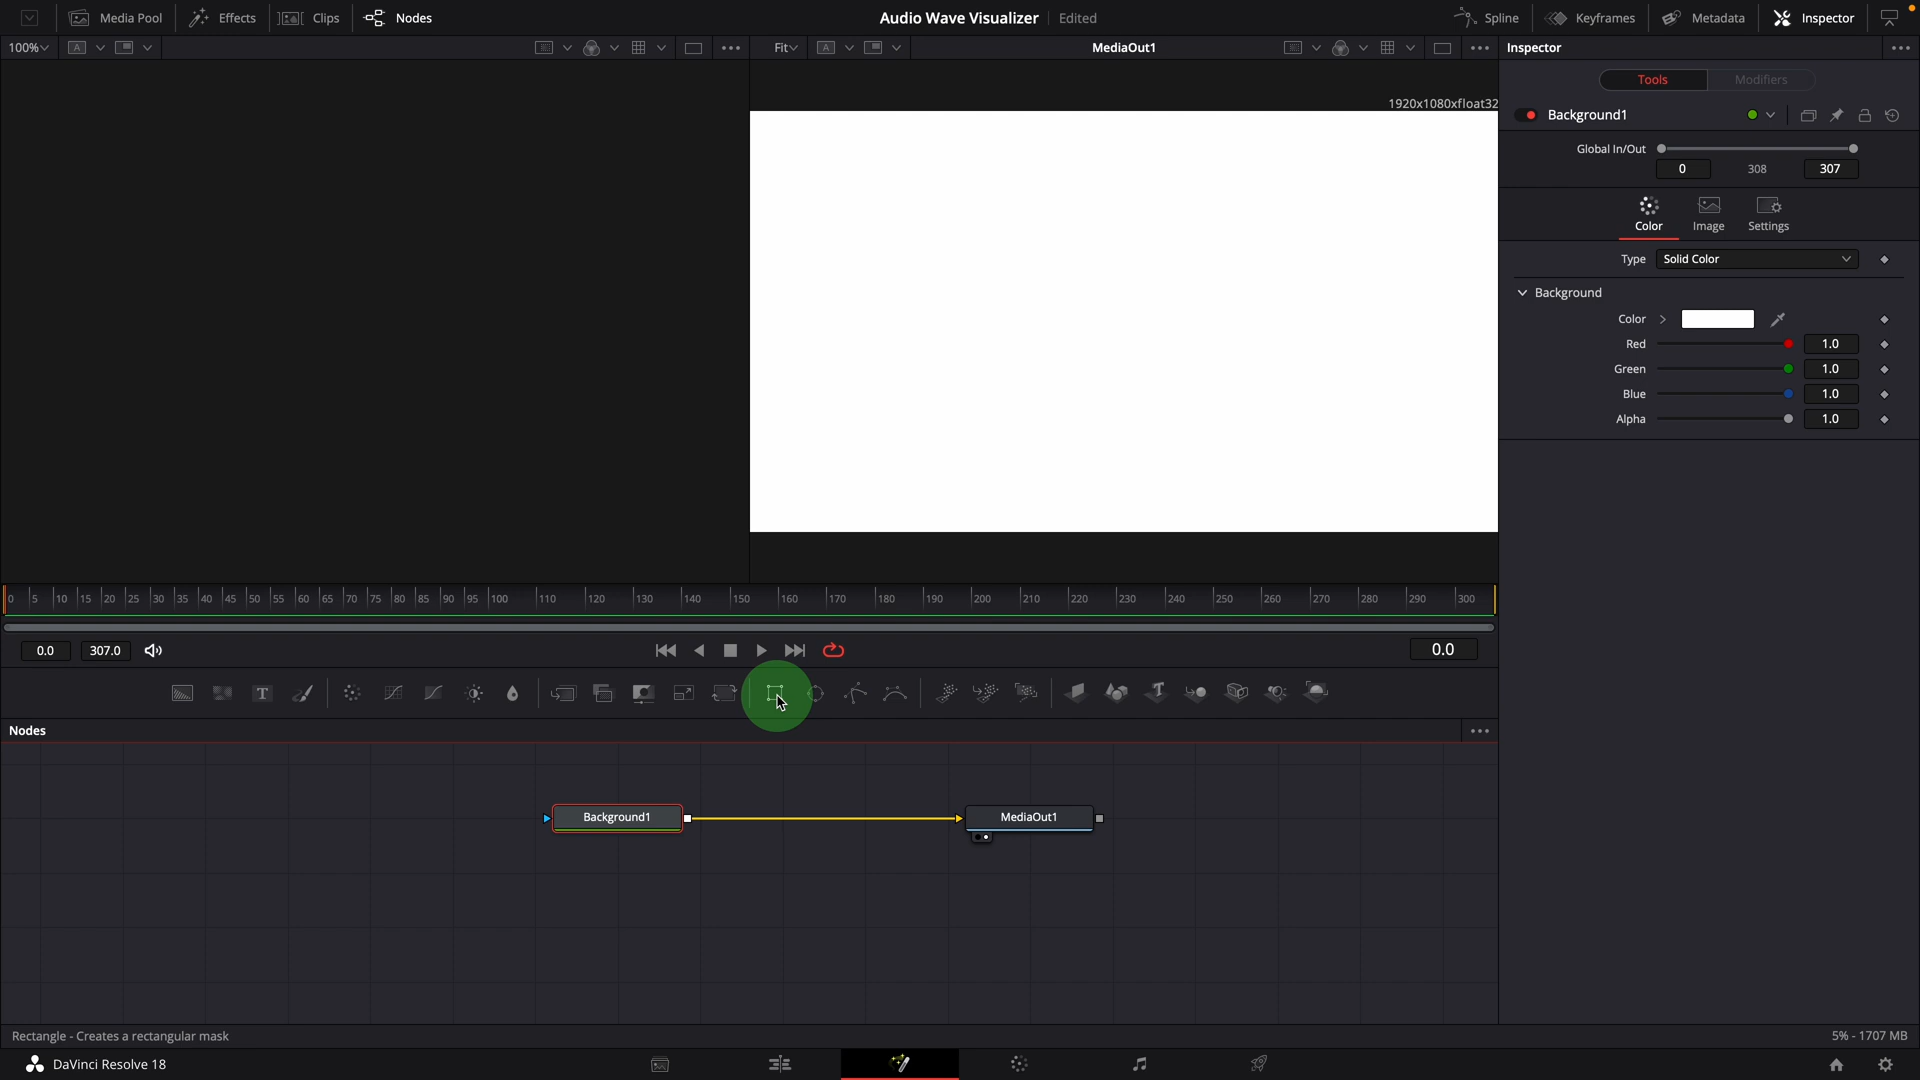 Media Pool
Effects
Clips
Nodes
Audio Wave Visualizer
Edited
Spline
Keyframes
Metadata
Inspector
100%
A
Fit
A
MediaOut1
Inspector
Tools
Modifiers
1920x1080xfloat32
Background1
Global In/Out
0
308
307
Color
Image
Settings
Type
Solid Color
Background
Color
Red
1.0
Green
1.0
Blue
1.0
Alpha
1.0
0 5 10 15 20 25 30 35 40 45 50 55 60 65 70 75 80 85 90 95 100 110 120 130 140 150 160 170 180 190 200 210 220 230 240 250 260 270 280 290 300
0.0
307.0
0.0
T
T
Nodes
Background1
MediaOut1
Rectangle - Creates a rectangular mask
5% - 1707 MB
DaVinci Resolve 18